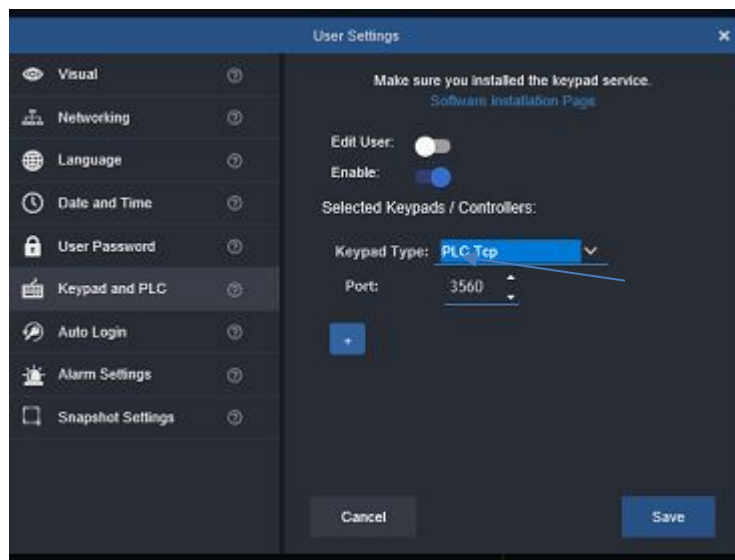 User Settings
Visual
Networking
Language
Date and Time
User Password
Keypad and PLC
Auto Login
Alarm Settings
Snapshot Settings
Make sure you installed the keypad service.
Software Installation Page
Edit User:
Enable:
Selected Keypads / Controllers:
Keypad Type: PLC Tcp
Port: 3560
+
Cancel
Save